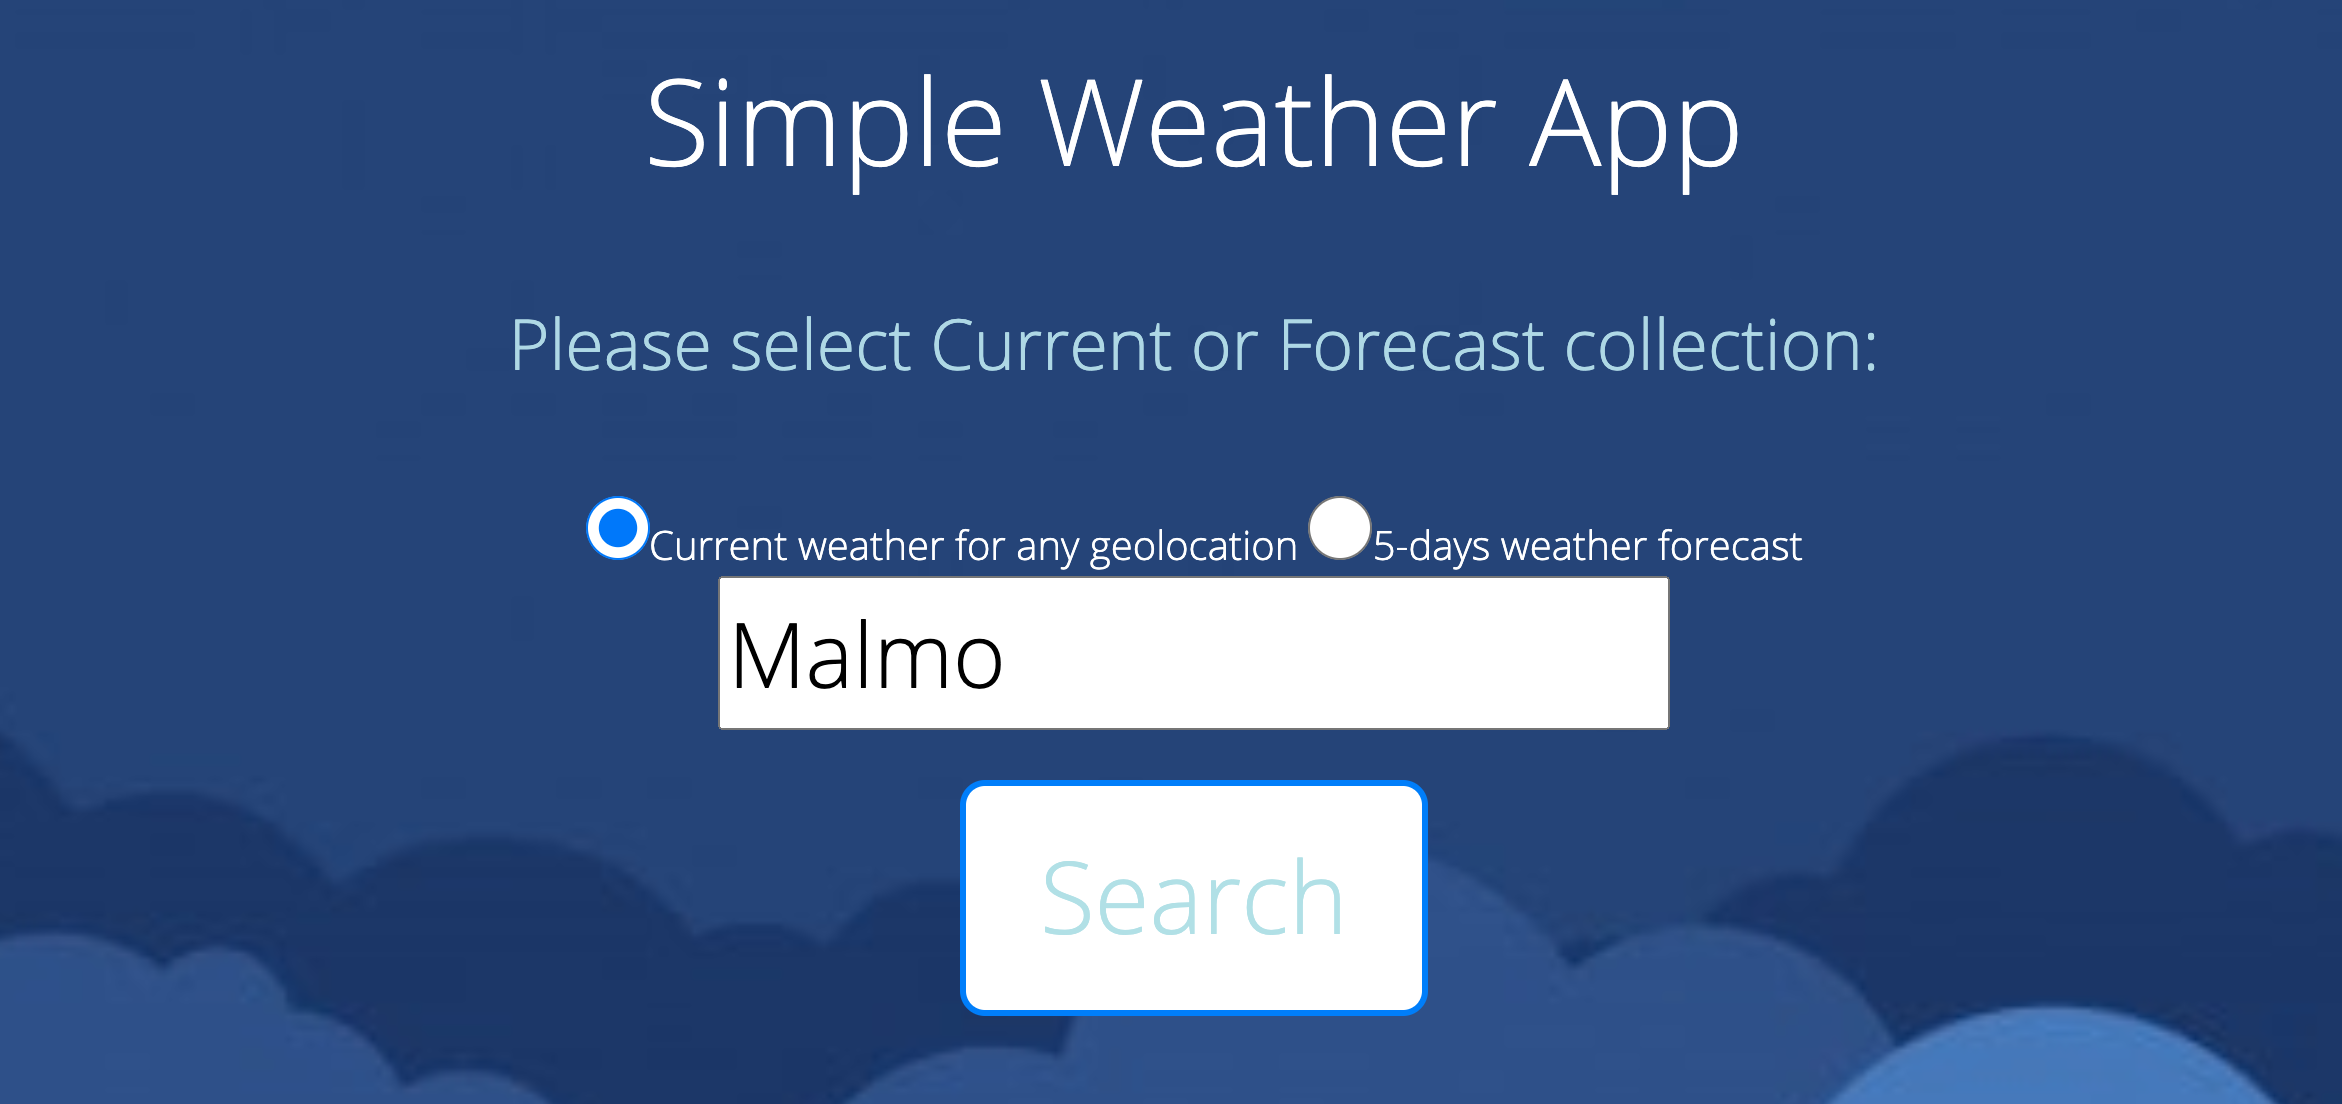 Simple Weather App
Please select Current or Forecast collection:
Current weather for any geolocation 5-days weather forecast
Malmo
Search